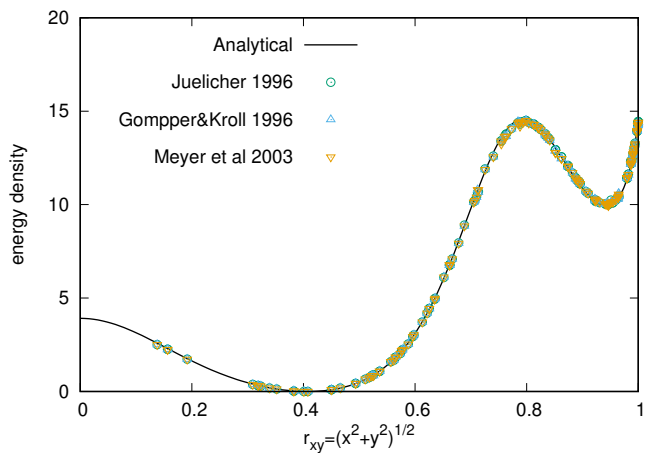 20
15
10
5
0
energy density
Analytical
Juelicher 1996
Gompper&Kroll 1996
Meyer et al 2003
0 0.2 0.4 0.6 0.8 1
r_xy=(x^2+y^2)^1/2